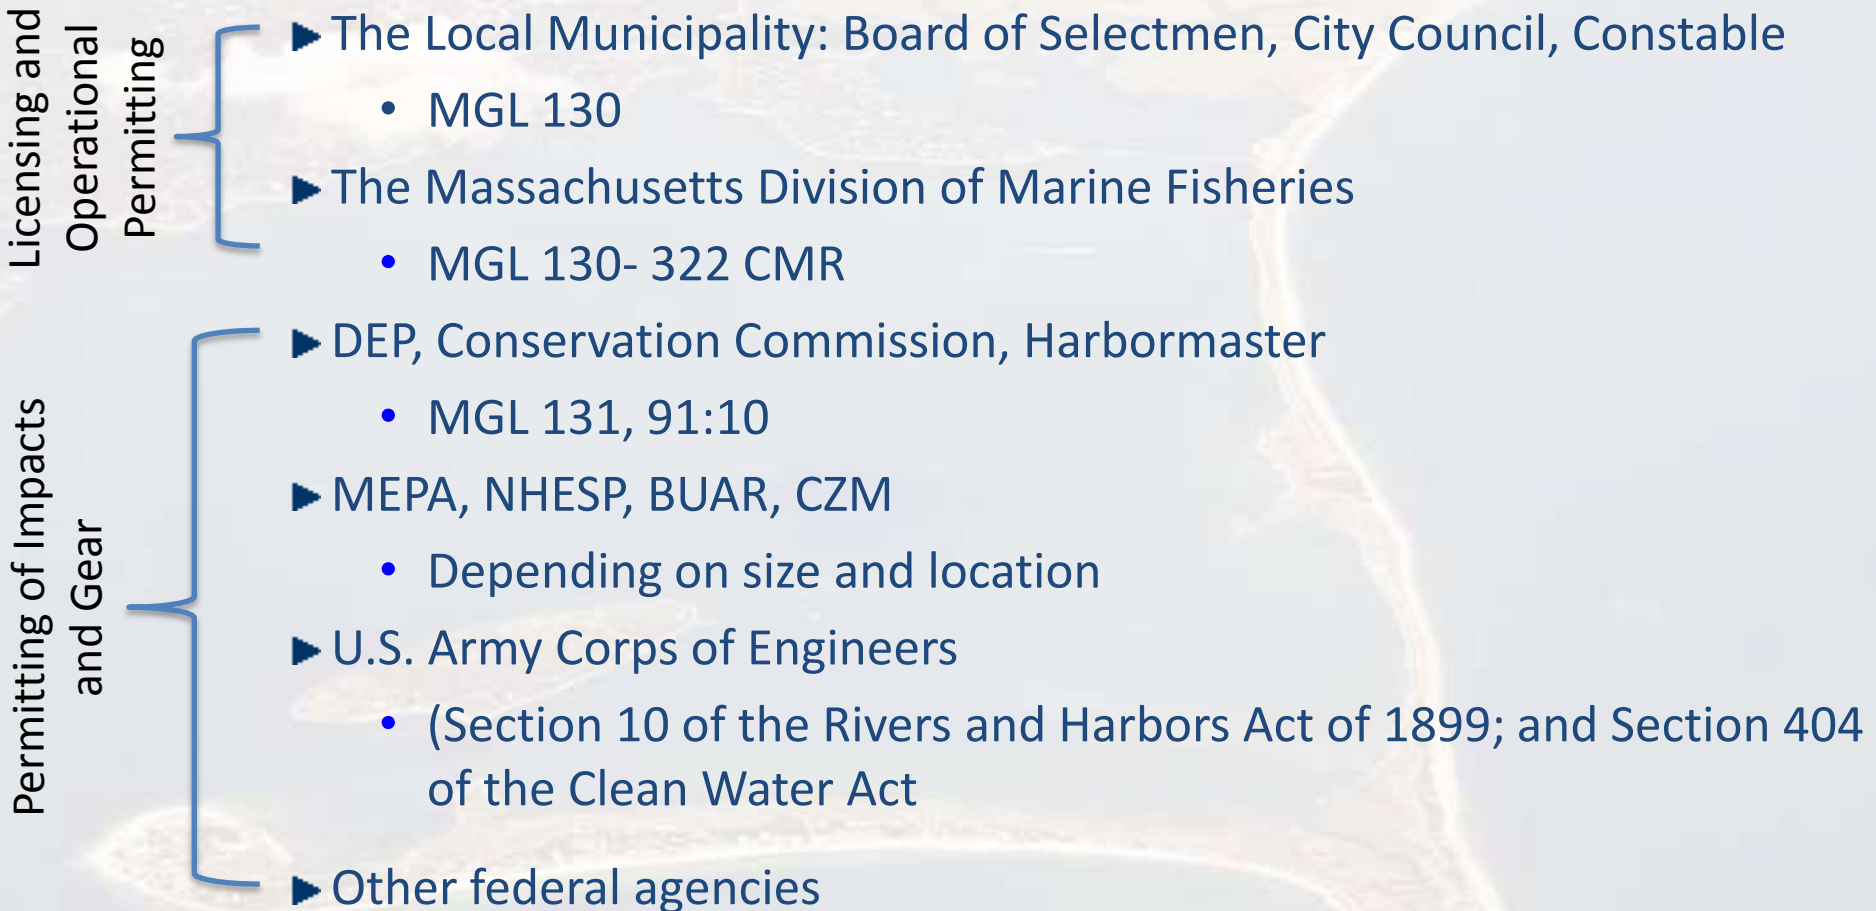 Licensing and
Operational
Permitting
► The Local Municipality: Board of Selectmen, City Council, Constable
• MGL 130
► The Massachusetts Division of Marine Fisheries
• MGL 130- 322 CMR
Permitting of Impacts
and Gear
► DEP, Conservation Commission, Harbormaster
• MGL 131, 91:10
► MEPA, NHESP, BUAR, CZM
• Depending on size and location
► U.S. Army Corps of Engineers
• (Section 10 of the Rivers and Harbors Act of 1899; and Section 404
of the Clean Water Act
► Other federal agencies